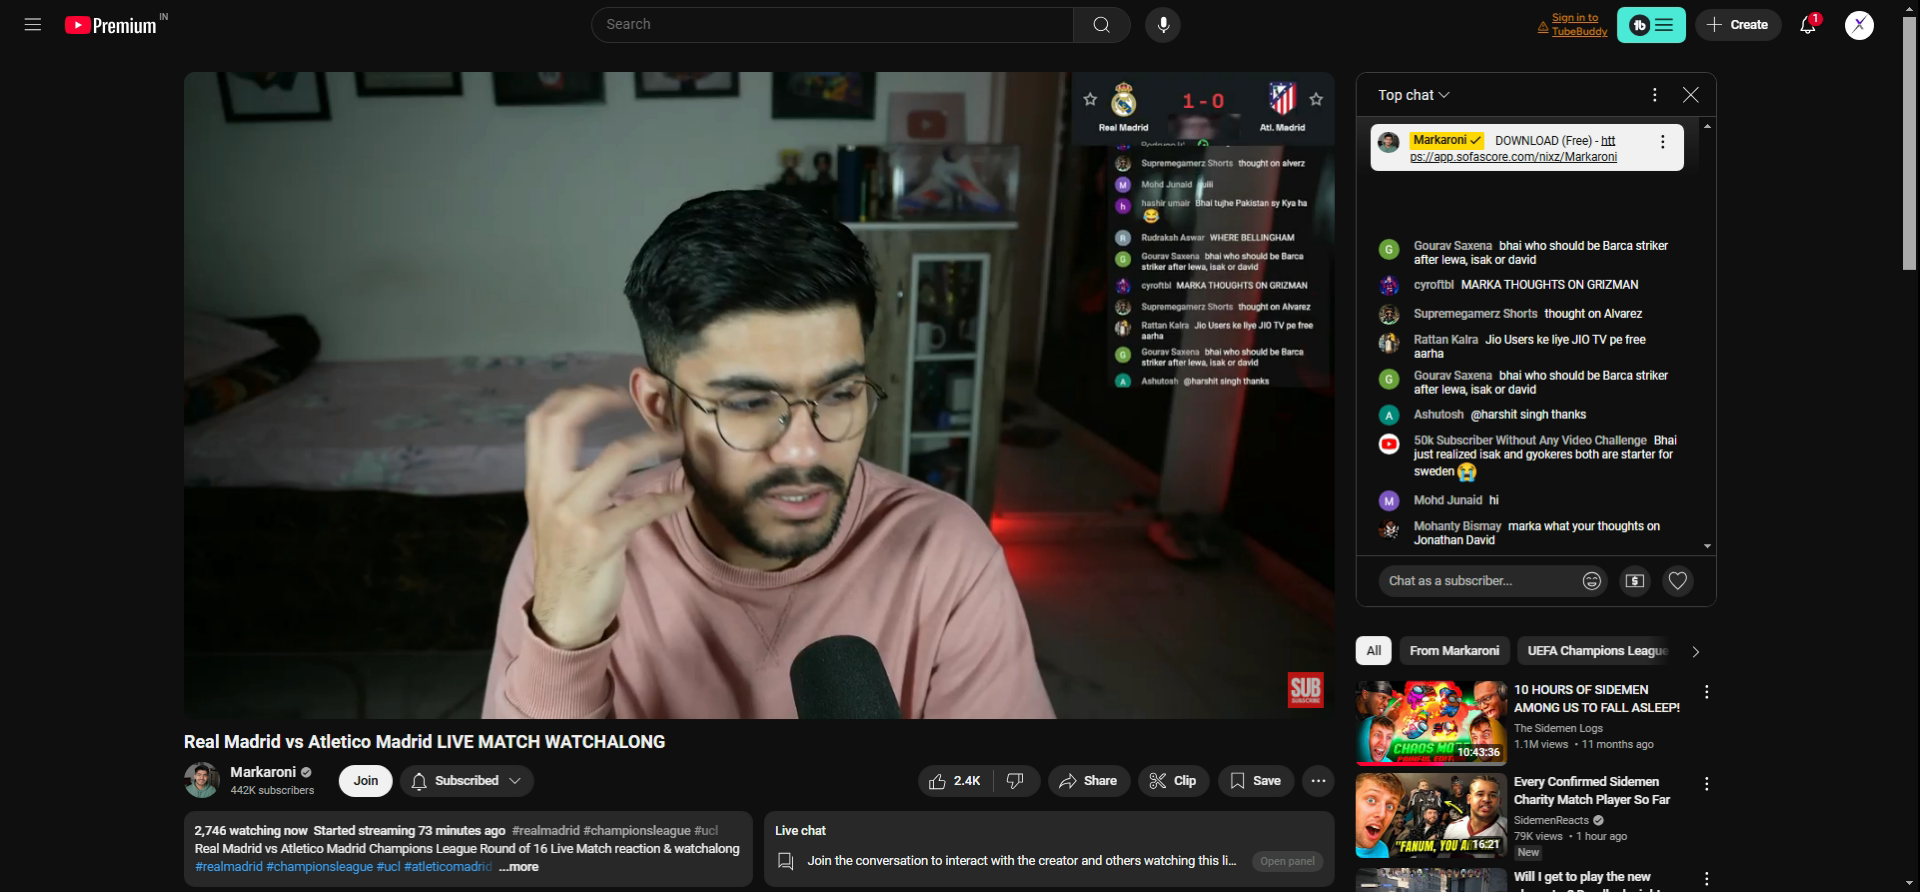 Premium IN
Search
Sign in to
TubeBuddy
Create
1
1 - 0
Real Madrid
Atl. Madrid
Supremegamerz Shorts thought on alverz
Mohd Junaid
hashir umair Bhai tujhe Pakistan sy Kya ha
😂
Rudraksh Aswar WHERE BELLINGHAM
Gourav Saxena bhai who should be Barca
striker after lewa, isak or david
cyroftbl MARKA THOUGHTS ON GRIZMAN
Supremegamerz Shorts thought on Alvarez
Rattan Kalra Jio Users ke liye JIO TV pe free
aarha
Gourav Saxena bhai who should be Barca
striker after lewa, isak or david
Ashutosh @harshit singh thanks
SUB
SUBSCRIBE
Top chat
Markaroni DOWNLOAD (Free) - htt
ps://app.sofascore.com/nixz/Markaroni
Gourav Saxena bhai who should be Barca striker
after lewa, isak or david
cyroftbl MARKA THOUGHTS ON GRIZMAN
Supremegamerz Shorts thought on Alvarez
Rattan Kalra Jio Users ke liye JIO TV pe free
aarha
Gourav Saxena bhai who should be Barca striker
after lewa, isak or david
Ashutosh @harshit singh thanks
50k Subscriber Without Any Video Challenge Bhai
just realized isak and gyokeres both are starter for
sweden 😭
Mohd Junaid hi
Mohanty Bismay marka what your thoughts on
Jonathan David
Chat as a subscriber...
Real Madrid vs Atletico Madrid LIVE MATCH WATCHALONG
Markaroni
442K subscribers
Join
Subscribed
2.4K
Share
Clip
Save
2,746 watching now Started streaming 73 minutes ago #realmadrid #championsleague #ucl
Real Madrid vs Atletico Madrid Champions League Round of 16 Live Match reaction & watchalong
#realmadrid #championsleague #ucl #atleticomadrid ...more
Live chat
Join the conversation to interact with the creator and others watching this li...
Open panel
All
From Markaroni
UEFA Champions League
CHAOS MO
10:43:36
10 HOURS OF SIDEMEN
AMONG US TO FALL ASLEEP!
The Sidemen Logs
1.1M views • 11 months ago
"FANUM, YOU A
16:21
Every Confirmed Sidemen
Charity Match Player So Far
SidemenReacts
79K views • 1 hour ago
New
Will I get to play the new